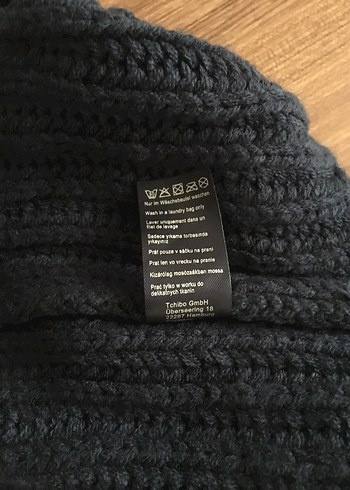 Nur im Wäschebeutel waschen
Wash in a laundry bag only
Laver uniquement dans un
filet de lavage
Sadece yıkama torbasında
yıkayınız
Prát pouze v sáčku na praní
Prať len vo vrecku na pranie
Kizárólag mosózsákban mossa
Prać tylko w worku do
delikatnych tkanin
Tchibo GmbH
Überseering 18
22297 Hamburg